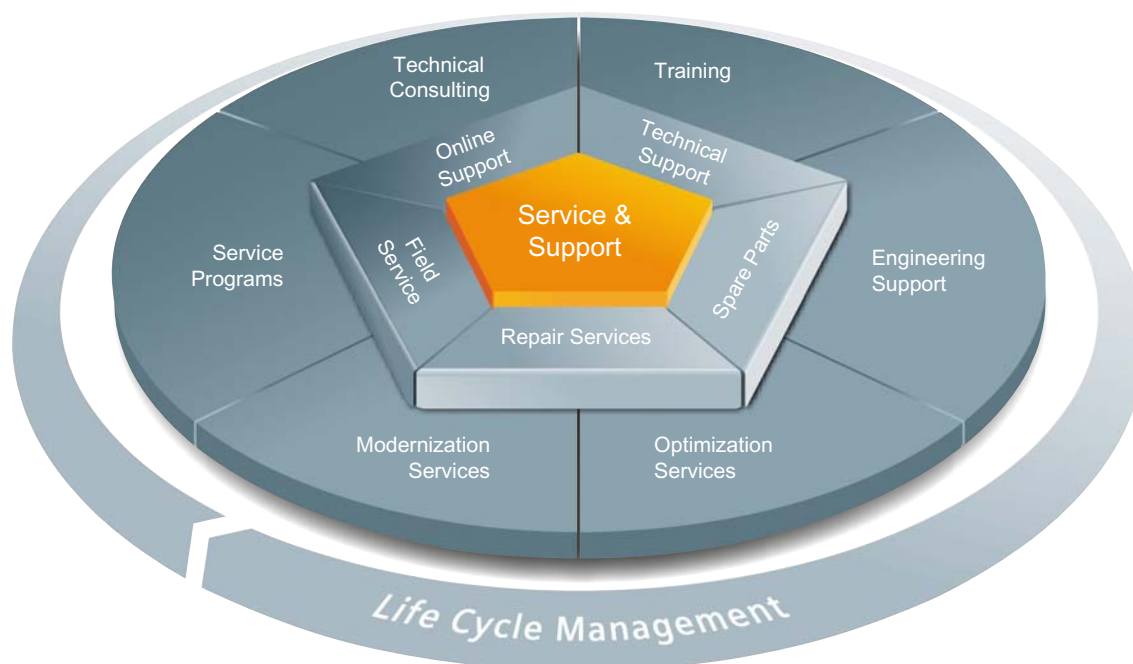 Technical
Consulting
Training
Online
Support
Technical
Support
Service &
Support
Service
Programs
Field
Service
Spare Parts
Engineering
Support
Repair Services
Modernization
Services
Optimization
Services
Life Cycle Management